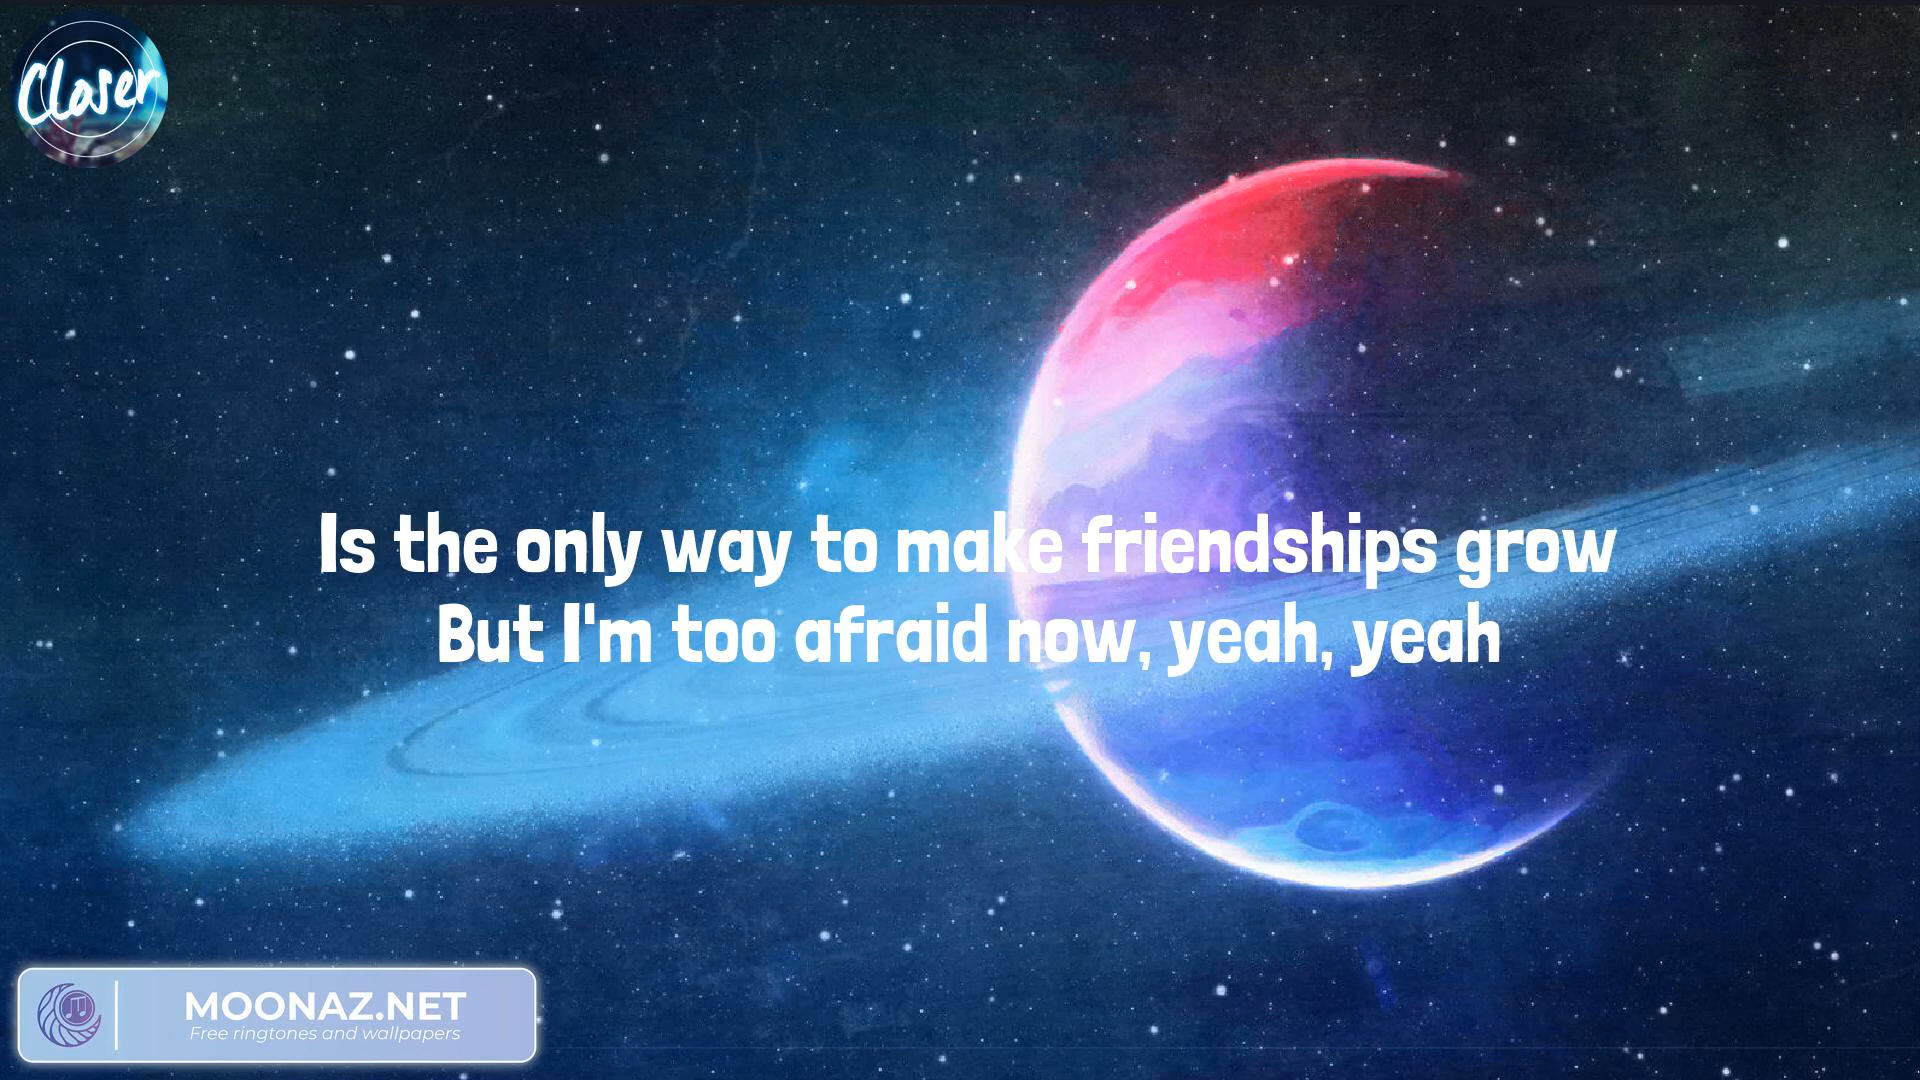 Closer
Is the only way to make friendships grow
But I'm too afraid now, yeah, yeah
MOONAZ.NET
Free ringtones and wallpapers